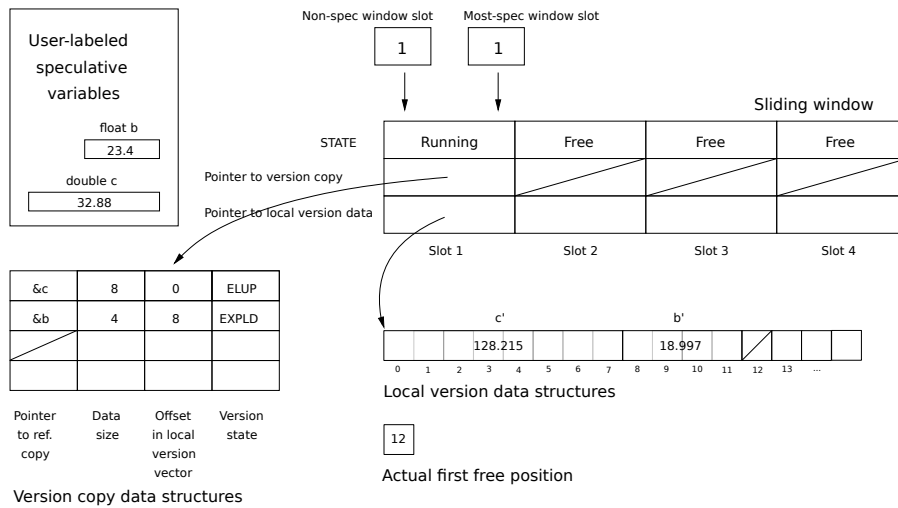 Non-spec window slot
Most-spec window slot
1
1
User-labeled
speculative
variables
float b
23.4
double c
32.88
Sliding window
STATE
Running
Free
Free
Free
Pointer to version copy
Pointer to local version data
Slot 1
Slot 2
Slot 3
Slot 4
&c
8
0
ELUP
&b
4
8
EXPLD
Pointer
to ref.
copy
Data
size
Offset
in local
version
vector
Version
state
Version copy data structures
c'
b'
128.215
18.997
0
1
2
3
4
5
6
7
8
9
10
11
12
13
...
Local version data structures
12
Actual first free position